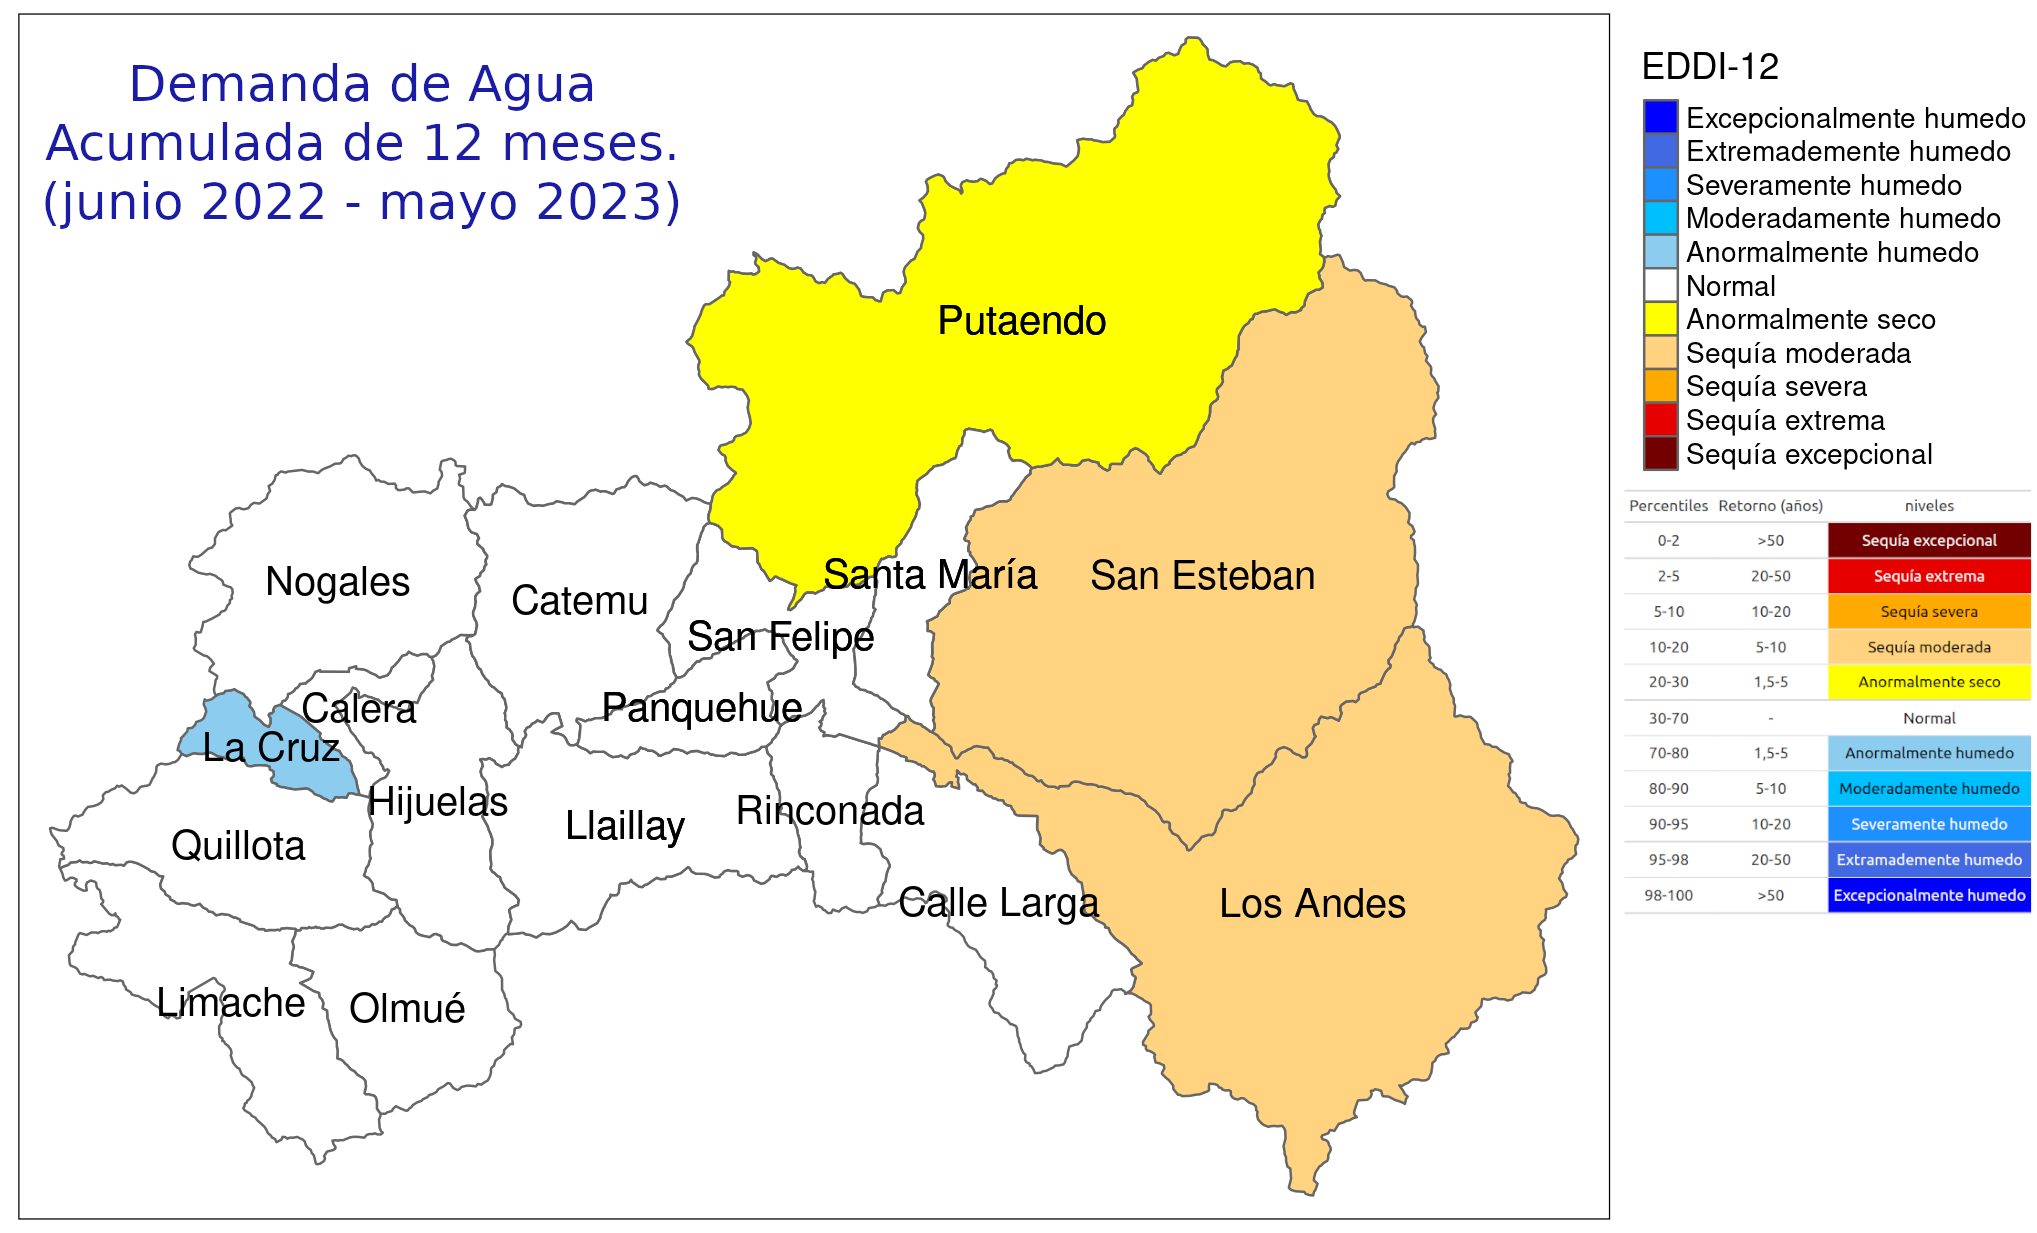 Demanda de Agua
Acumulada de 12 meses.
(junio 2022 - mayo 2023)
Putaendo
Santa María
San Esteban
Nogales
Catemu
San Felipe
Calera
Panquehue
La Cruz
Hijuelas
Rinconada
Llaillay
Quillota
Calle Larga
Los Andes
Limache
Olmué
EDDI-12
Excepcionalmente humedo
Extremademente humedo
Severamente humedo
Moderadamente humedo
Anormalmente humedo
Normal
Anormalmente seco
Sequía moderada
Sequía severa
Sequía extrema
Sequía excepcional
Percentiles Retorno (años) niveles
0-2 >50 Sequía excepcional
2-5 20-50 Sequía extrema
5-10 10-20 Sequía severa
10-20 5-10 Sequía moderada
20-30 1,5-5 Anormalmente seco
30-70 - Normal
70-80 1,5-5 Anormalmente humedo
80-90 5-10 Moderadamente humedo
90-95 10-20 Severamente humedo
95-98 20-50 Extramademente humedo
98-100 >50 Excepcionalmente humedo